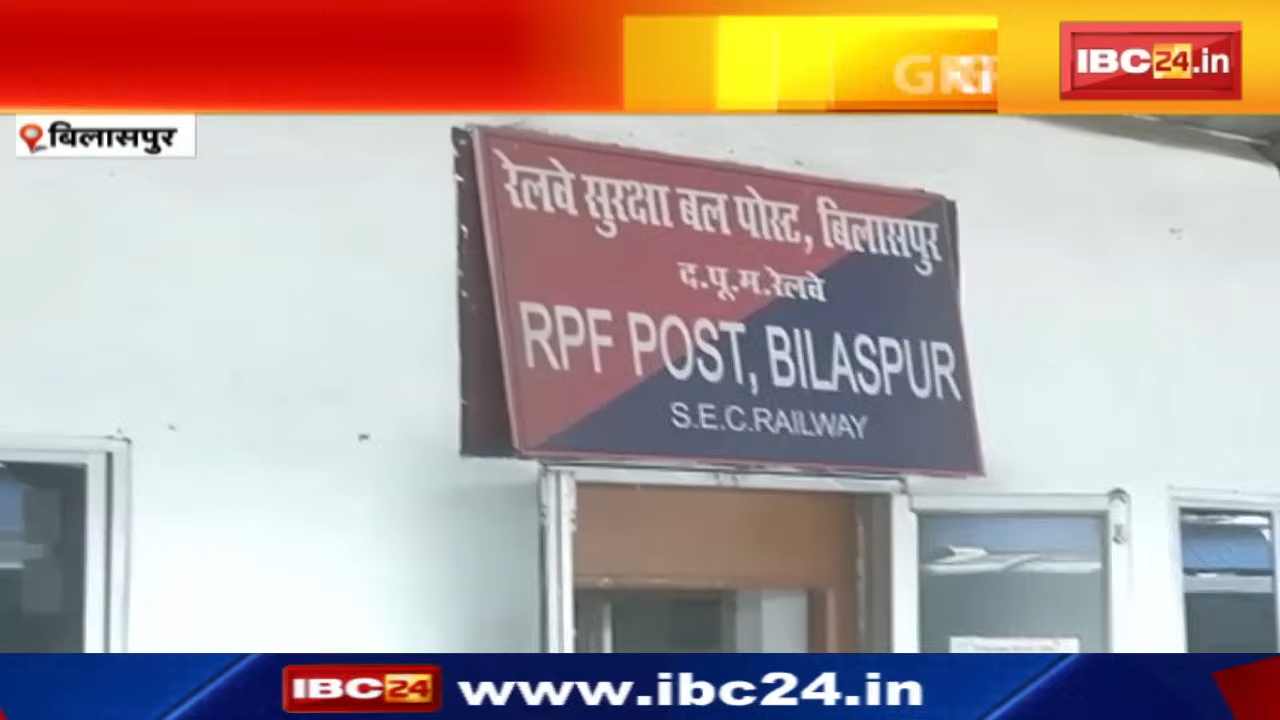 IBC24.in
बिलासपुर
रेलवे सुरक्षा बल पोस्ट, बिलासपुर
द.पू.म.रेलवे
RPF POST, BILASPUR
S.E.C.RAILWAY
IBC24 www.ibc24.in